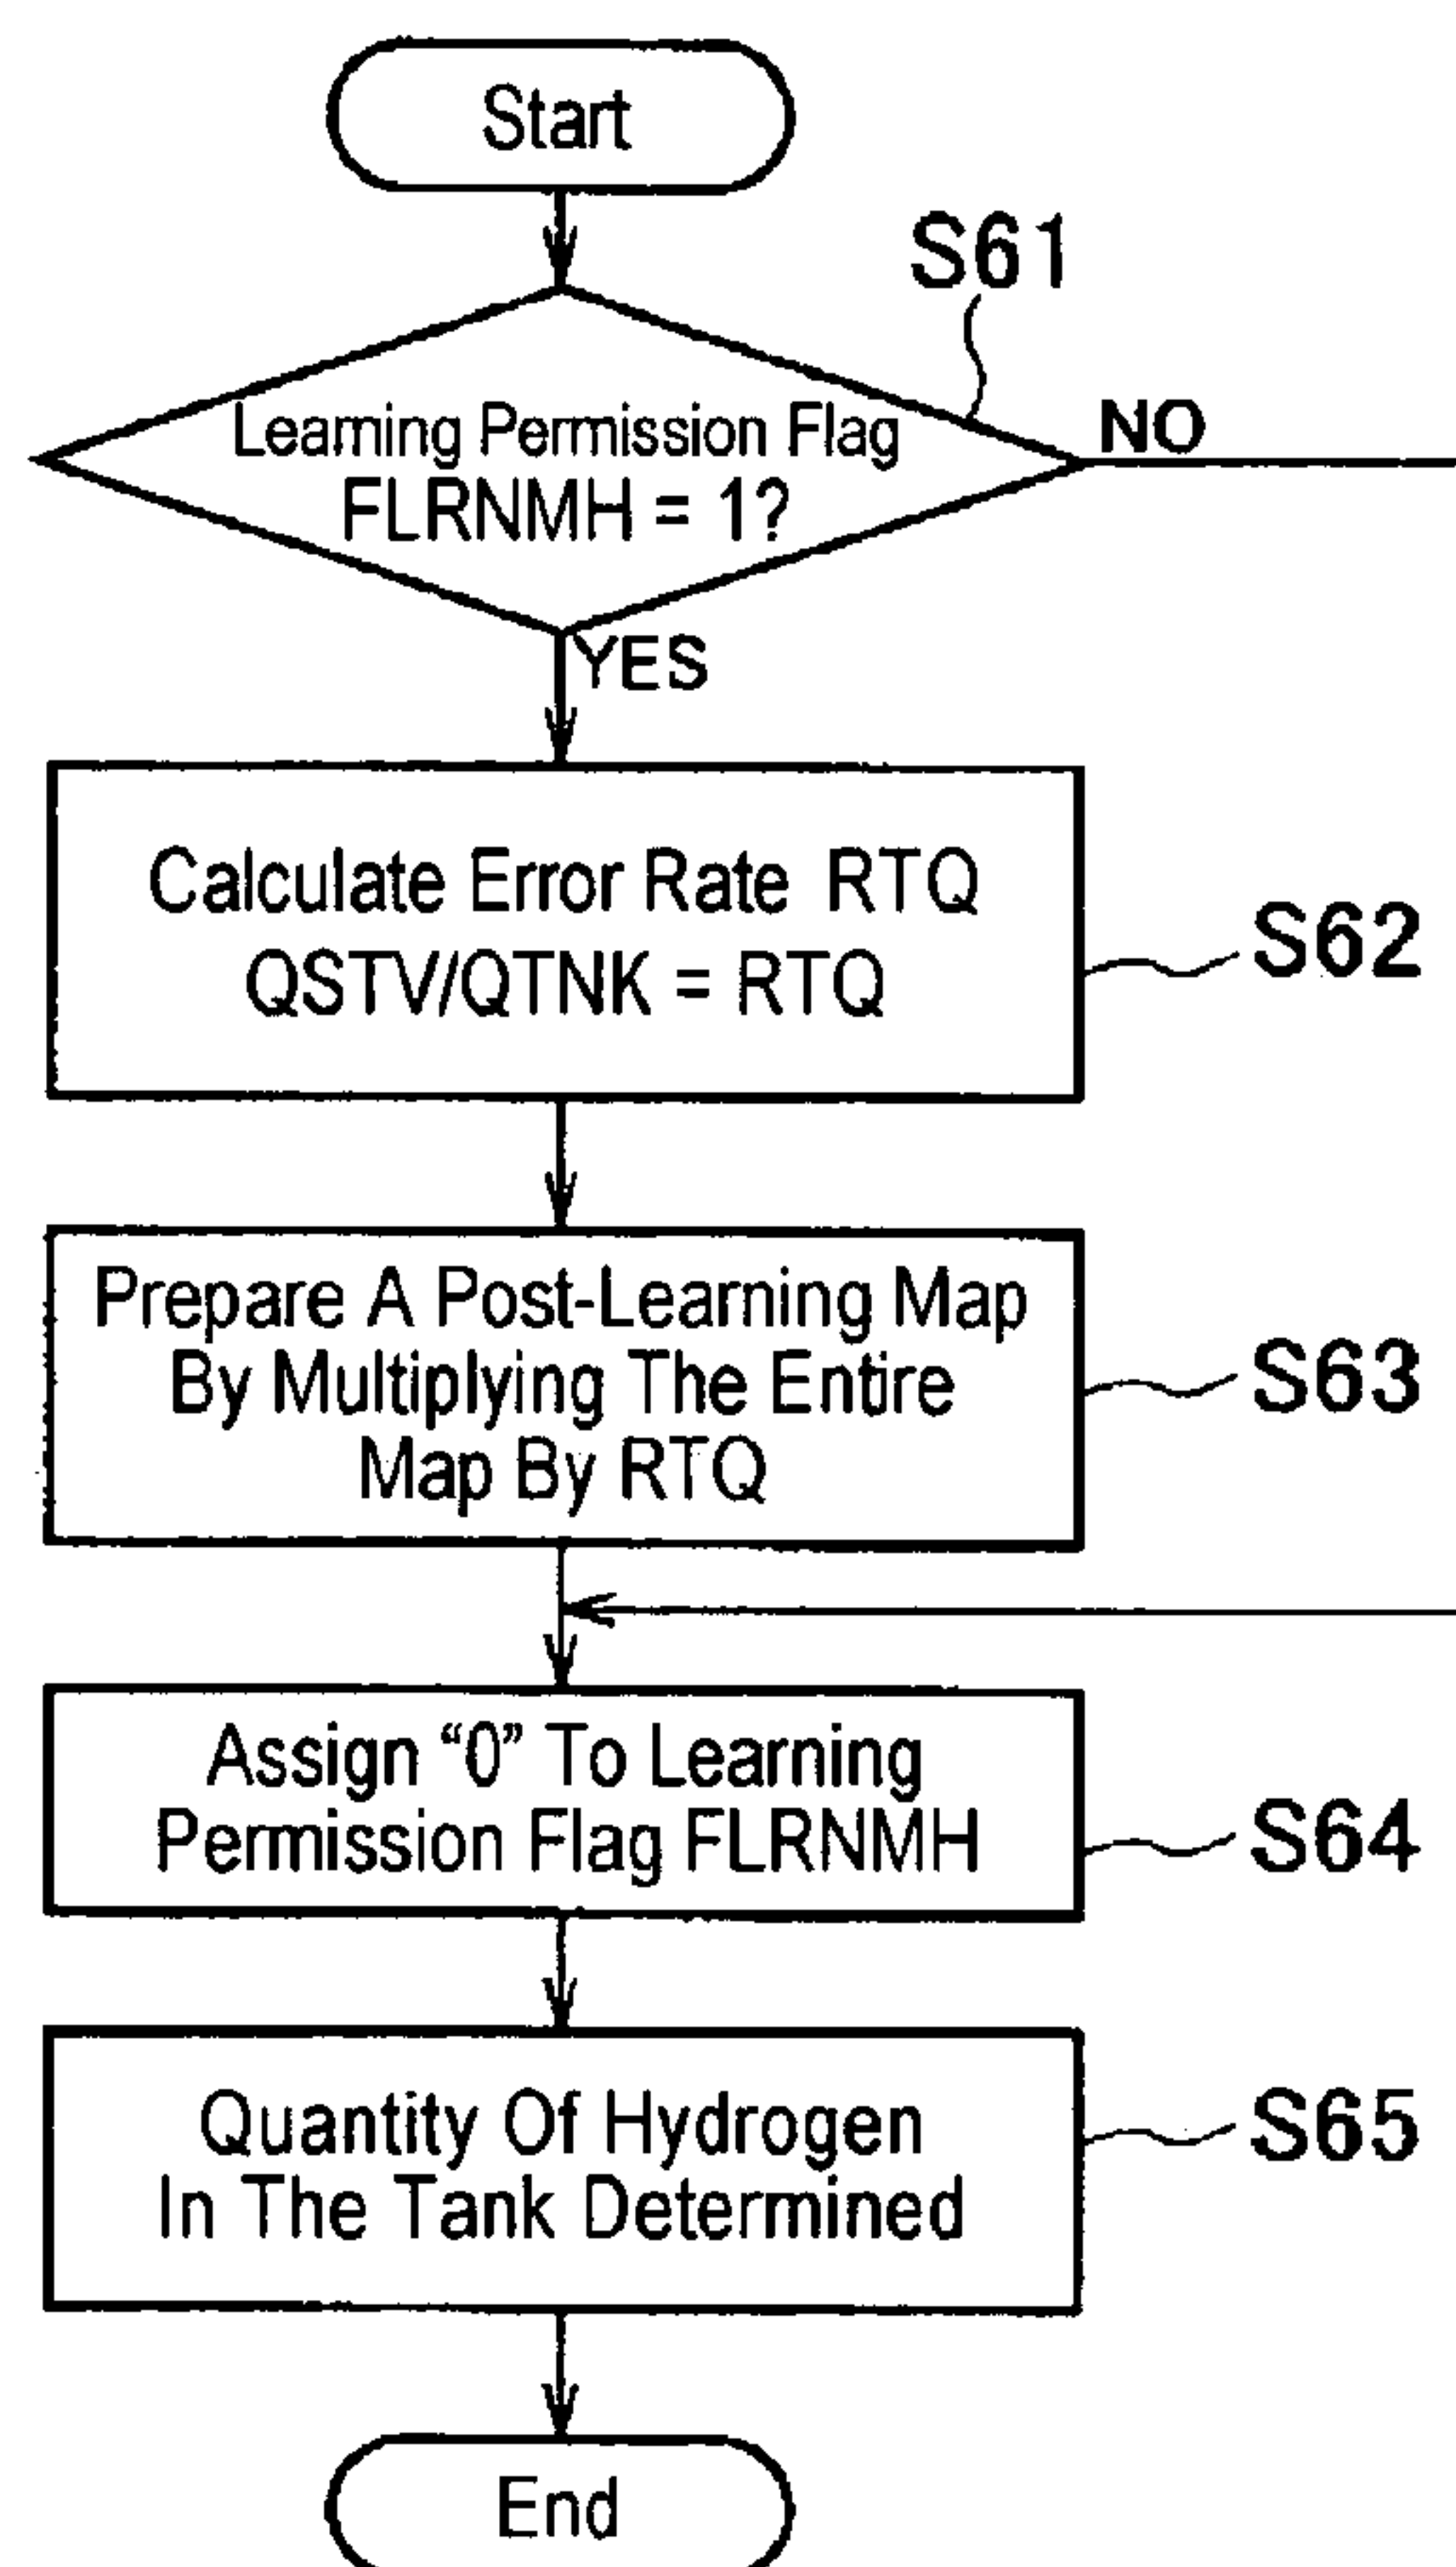 Start
S61
Learning Permission Flag
FLRNMH = 1?
NO
YES
Calculate Error Rate RTQ
QSTV/QTNK = RTQ
S62
Prepare A Post-Learning Map
By Multiplying The Entire
Map By RTQ
S63
Assign “0” To Learning
Permission Flag FLRNMH
S64
Quantity Of Hydrogen
In The Tank Determined
S65
End